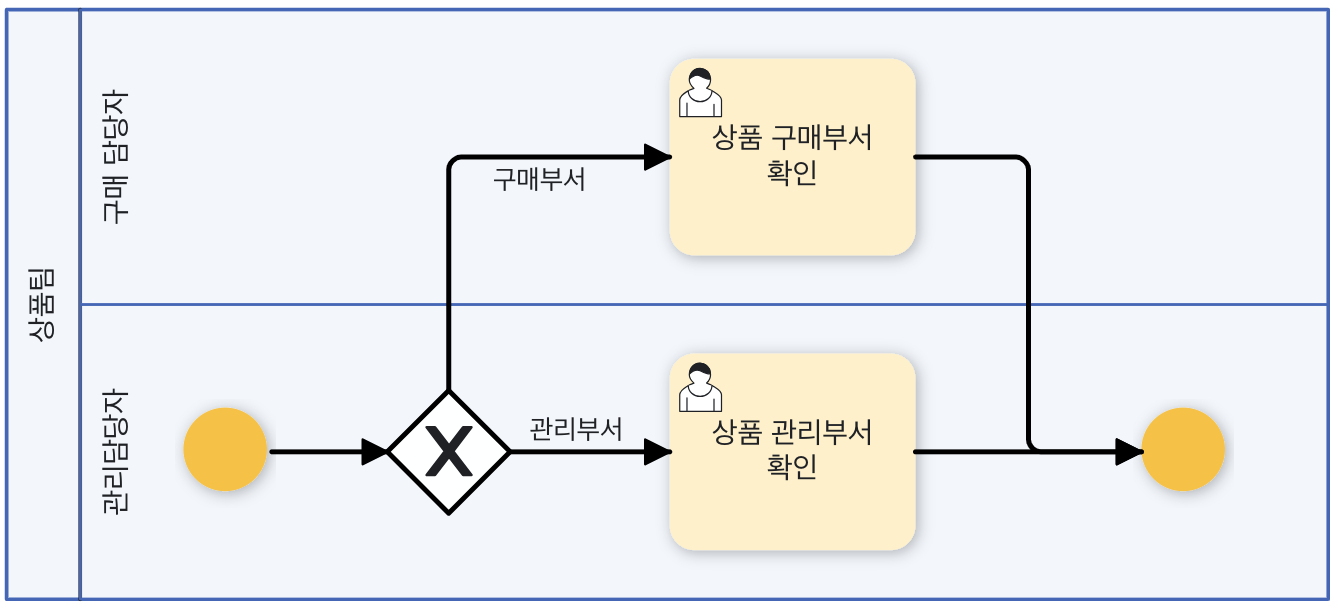 상품팀
구매 담당자
상품 구매부서
확인
구매부서
관리담당자
X
관리부서
상품 관리부서
확인